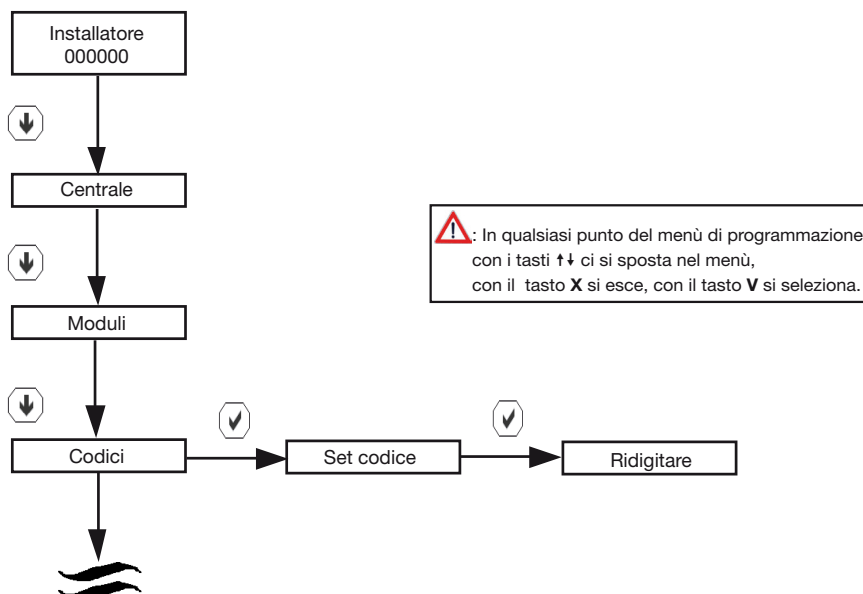 Installatore
000000
Centrale
: In qualsiasi punto del menù di programmazione
con i tasti ↑↓ ci si sposta nel menù,
con il tasto X si esce, con il tasto V si seleziona.
Moduli
Codici
Set codice
Ridigitare